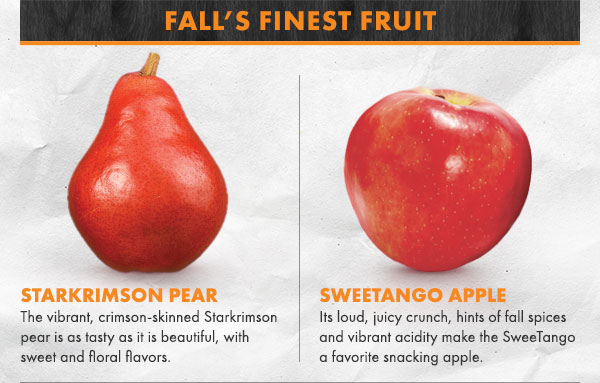 FALL'S FINEST FRUIT
STARKRIMSON PEAR
The vibrant, crimson-skinned Starkrimson
pear is as tasty as it is beautiful, with
sweet and floral flavors.
SWEETANGO APPLE
Its loud, juicy crunch, hints of fall spices
and vibrant acidity make the SweeTango
a favorite snacking apple.